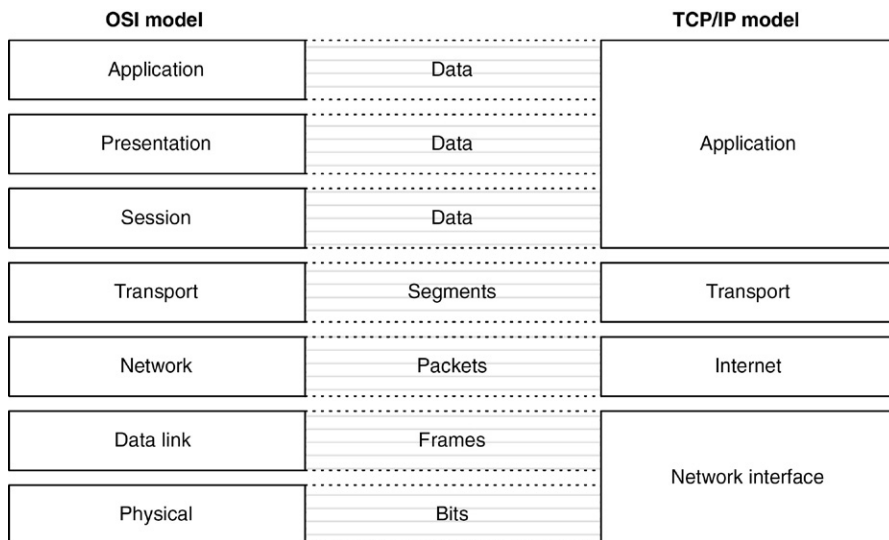 OSI model TCP/IP model
Application Data
Presentation Data Application
Session Data
Transport Segments Transport
Network Packets Internet
Data link Frames
Network interface
Physical Bits